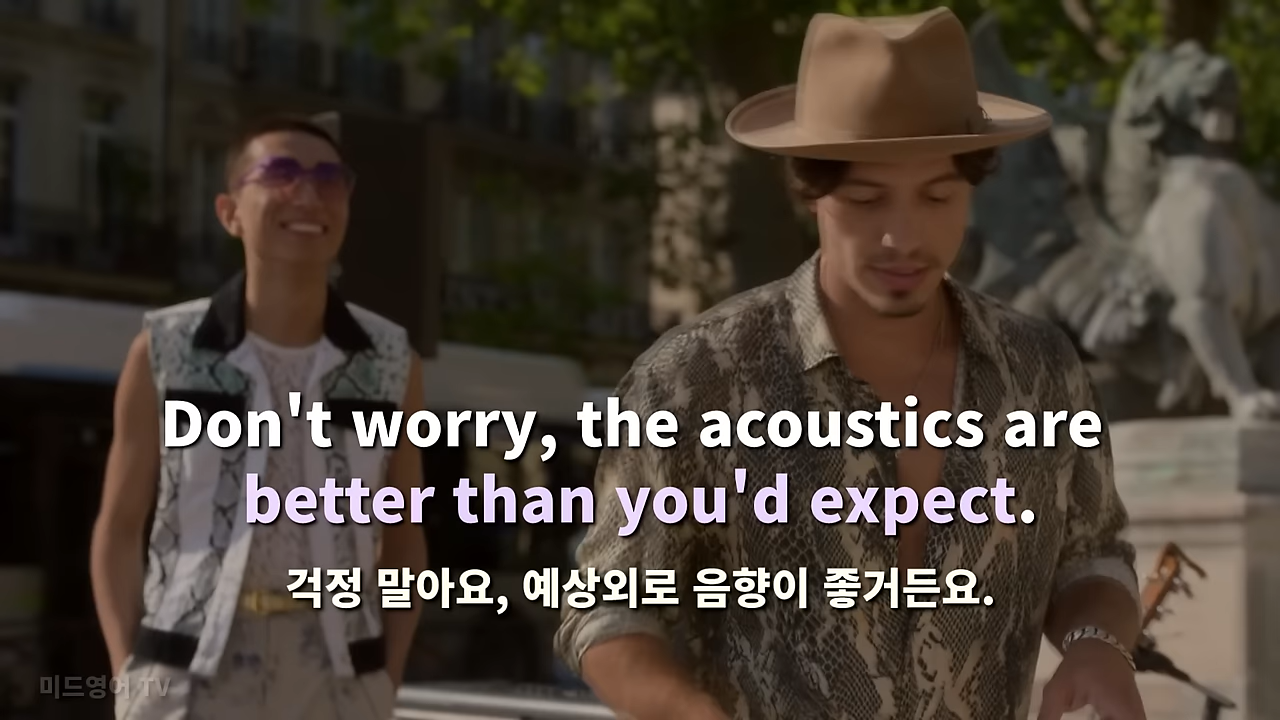 Don't worry, the acoustics are
better than you'd expect.
걱정 말아요, 예상외로 음향이 좋거든요.
미드영어 TV